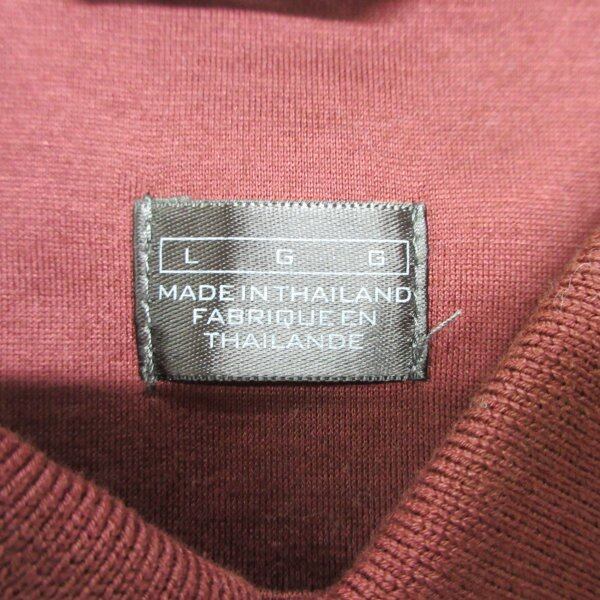 L G G
MADE IN THAILAND
FABRIQUE EN
THAILANDE